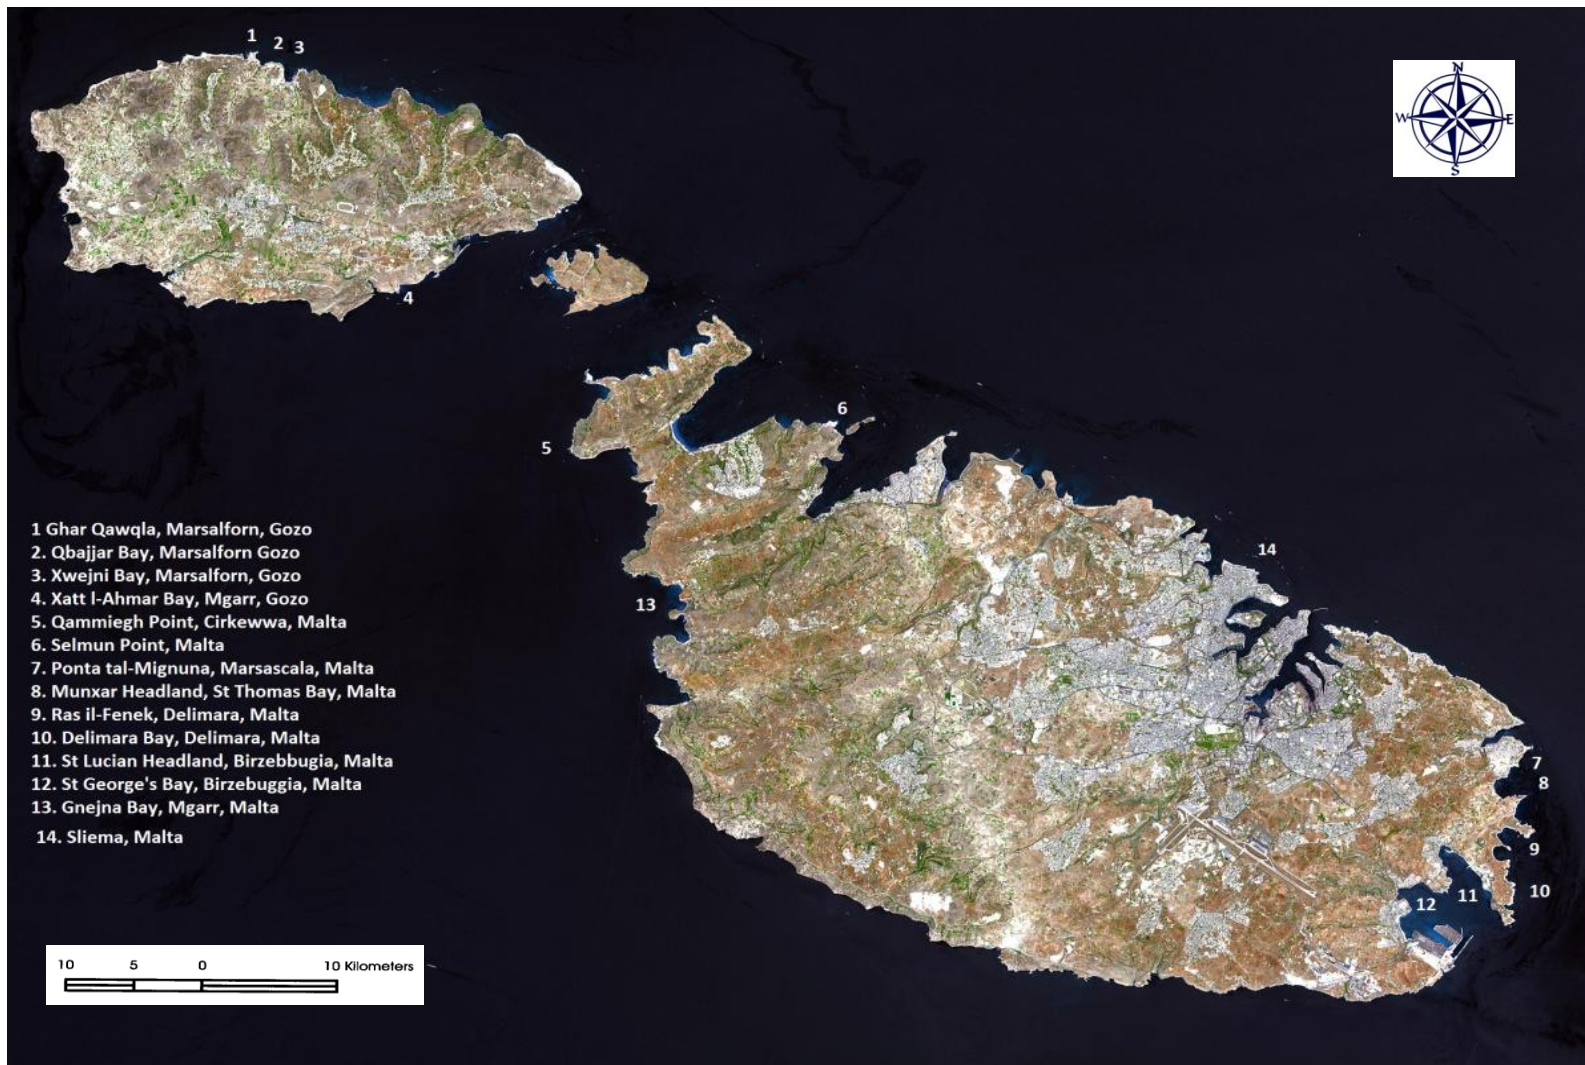 1
2
3
N
W
E
S
4
6
5
1 Ghar Qawqla, Marsalforn, Gozo
2. Qbajjar Bay, Marsalforn Gozo
3. Xwejni Bay, Marsalforn, Gozo
4. Xatt l-Ahmar Bay, Mgarr, Gozo
5. Qammiegh Point, Cirkewwa, Malta
6. Selmun Point, Malta
7. Ponta tal-Mignuna, Marsascala, Malta
8. Munxar Headland, St Thomas Bay, Malta
9. Ras il-Fenek, Delimara, Malta
10. Delimara Bay, Delimara, Malta
11. St Lucian Headland, Birzebbugia, Malta
12. St George's Bay, Birzebuggia, Malta
13. Gnejna Bay, Mgarr, Malta
14. Sliema, Malta
14
13
7
8
9
10
11
12
10 5 0 10 Kilometers